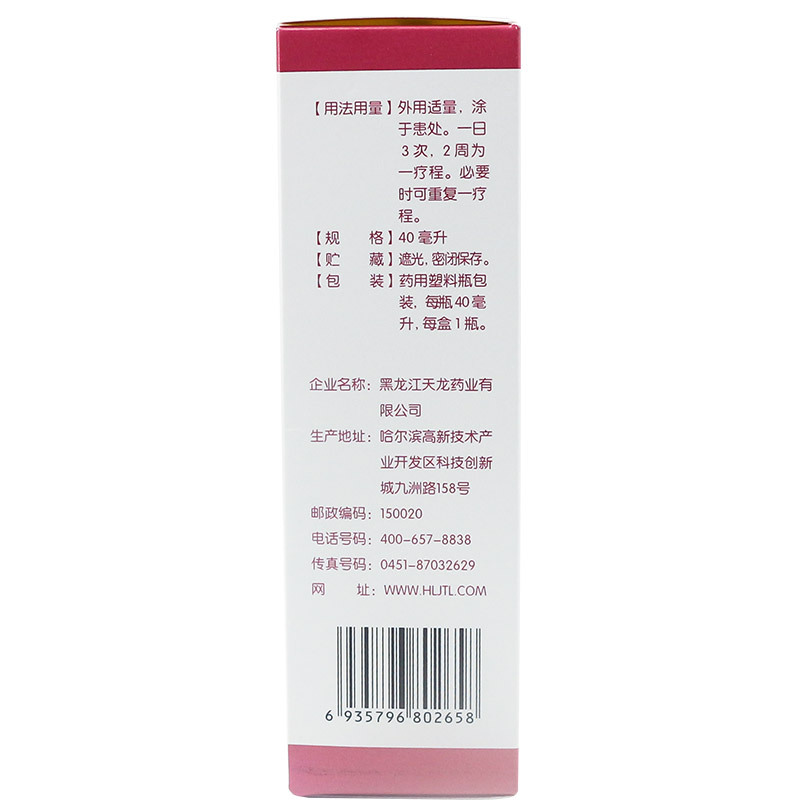 【用法用量】外用适量，涂
于患处。一日
3次，2周为
一疗程。必要
时可重复一疗
程。
【规　　格】40毫升
【贮　　藏】遮光，密闭保存。
【包　　装】药用塑料瓶包
装，每瓶40毫
升，每盒1瓶。
企业名称：黑龙江天龙药业有
限公司
生产地址：哈尔滨高新技术产
业开发区科技创新
城九洲路158号
邮政编码：150020
电话号码：400-657-8838
传真号码：0451-87032629
网　　址：WWW.HLJTL.COM
6 935796 802658